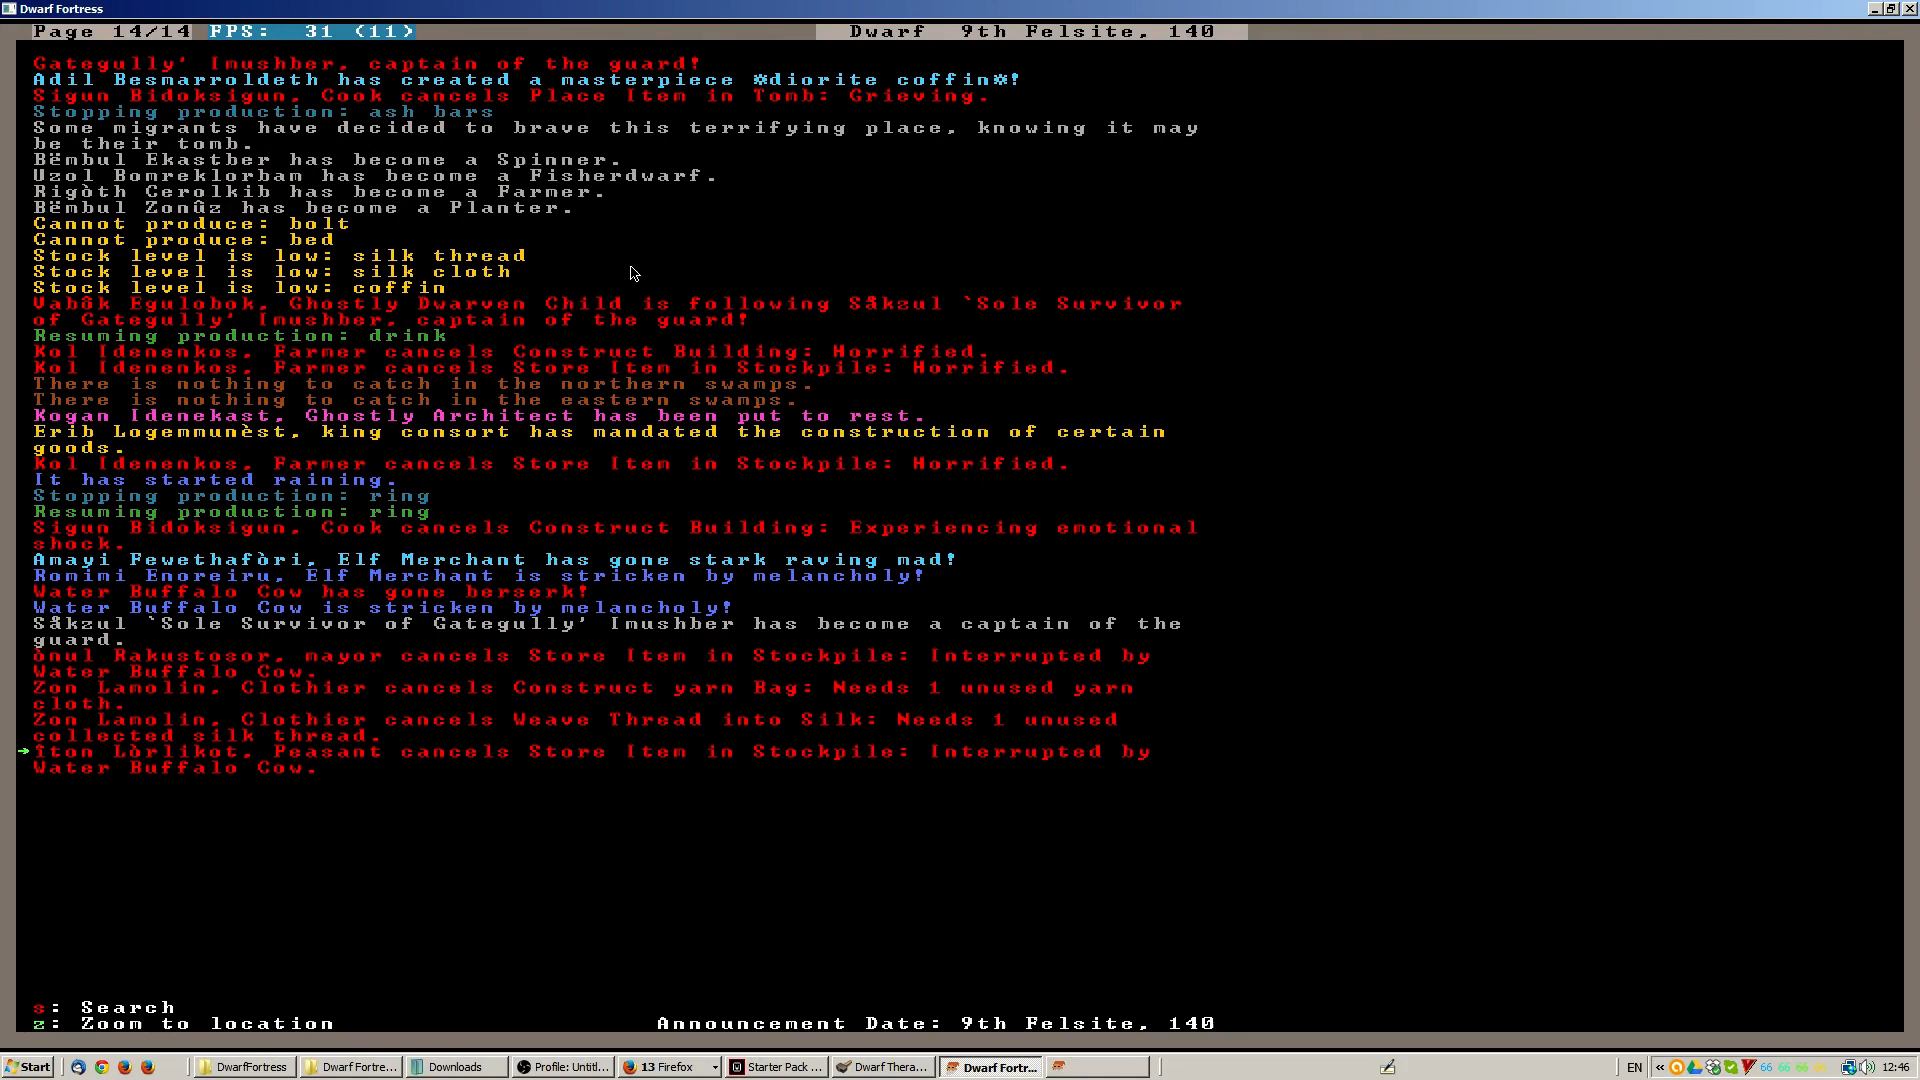 Dwarf Fortress
Page 14/14 FPS: 31 (11) Dwarf 9th Felsite, 140
Gategully' Imushber, captain of the guard!
Adil Besmarroldeth has created a masterpiece ☼diorite coffin☼!
Sigun Bidoksigun, Cook cancels Place Item in Tomb: Grieving.
Stopping production: ash bars
Some migrants have decided to brave this terrifying place, knowing it may
be their tomb.
Bëmbul Ekastber has become a Spinner.
Uzol Bomreklorbam has become a Fisherdwarf.
Rigòth Cerolkib has become a Farmer.
Bëmbul Zonûz has become a Planter.
Cannot produce: bolt
Cannot produce: bed
Stock level is low: silk thread
Stock level is low: silk cloth
Stock level is low: coffin
Vabôk Egulobok, Ghostly Dwarven Child is following Såkzul `Sole Survivor
of Gategully' Imushber, captain of the guard!
Resuming production: drink
Kol Idenenkos, Farmer cancels Construct Building: Horrified.
Kol Idenenkos, Farmer cancels Store Item in Stockpile: Horrified.
There is nothing to catch in the northern swamps.
There is nothing to catch in the eastern swamps.
Kogan Idenekast, Ghostly Architect has been put to rest.
Erib Logemmunèst, king consort has mandated the construction of certain
goods.
Kol Idenenkos, Farmer cancels Store Item in Stockpile: Horrified.
It has started raining.
Stopping production: ring
Resuming production: ring
Sigun Bidoksigun, Cook cancels Construct Building: Experiencing emotional
shock.
Amayi Fewethafòri, Elf Merchant has gone stark raving mad!
Romimi Enoreiru, Elf Merchant is stricken by melancholy!
Water Buffalo Cow has gone berserk!
Water Buffalo Cow is stricken by melancholy!
Såkzul `Sole Survivor of Gategully' Imushber has become a captain of the
guard.
ònul Rakustosor, mayor cancels Store Item in Stockpile: Interrupted by
Water Buffalo Cow.
Zon Lamolin, Clothier cancels Construct yarn Bag: Needs 1 unused yarn
cloth.
Zon Lamolin, Clothier cancels Weave Thread into Silk: Needs 1 unused
collected silk thread.
îton Lòrlikot, Peasant cancels Store Item in Stockpile: Interrupted by
Water Buffalo Cow.
s: Search
z: Zoom to location Announcement Date: 9th Felsite, 140
Start DwarfFortress Dwarf Fortre... Downloads Profile: Untitl... 13 Firefox Starter Pack ... Dwarf Thera... Dwarf Fortr... EN « 66 66 66 12:46